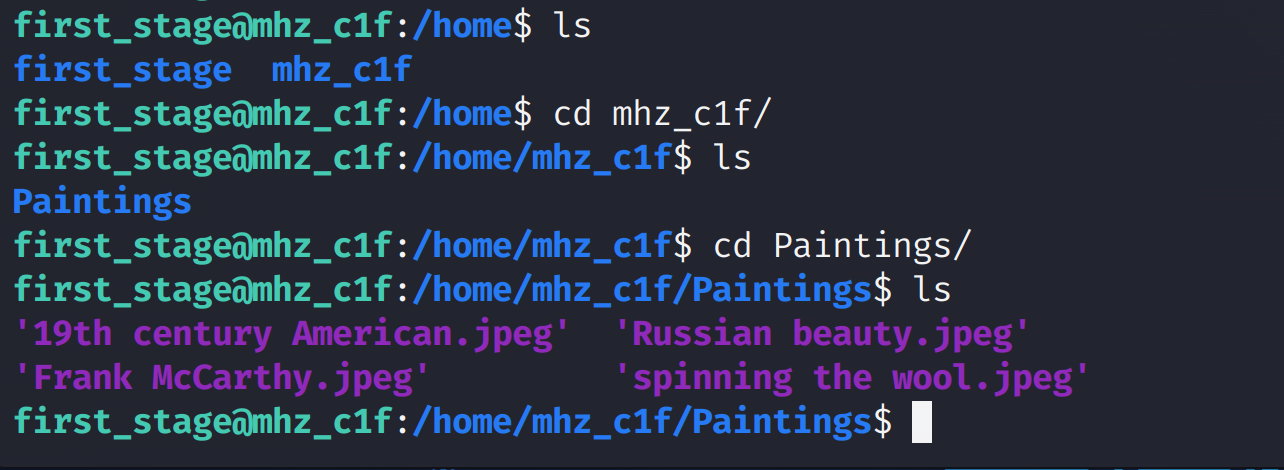 first_stage@mhz_c1f:/home$ ls
first_stage  mhz_c1f
first_stage@mhz_c1f:/home$ cd mhz_c1f/
first_stage@mhz_c1f:/home/mhz_c1f$ ls
Paintings
first_stage@mhz_c1f:/home/mhz_c1f$ cd Paintings/
first_stage@mhz_c1f:/home/mhz_c1f/Paintings$ ls
'19th century American.jpeg'  'Russian beauty.jpeg'
'Frank McCarthy.jpeg'         'spinning the wool.jpeg'
first_stage@mhz_c1f:/home/mhz_c1f/Paintings$